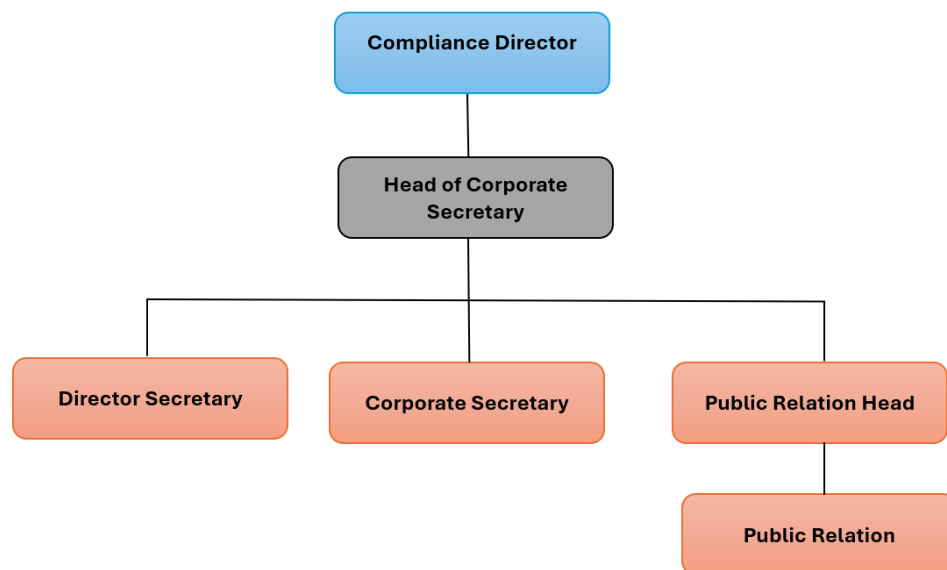 Compliance Director
Head of Corporate
Secretary
Director Secretary
Corporate Secretary
Public Relation Head
Public Relation